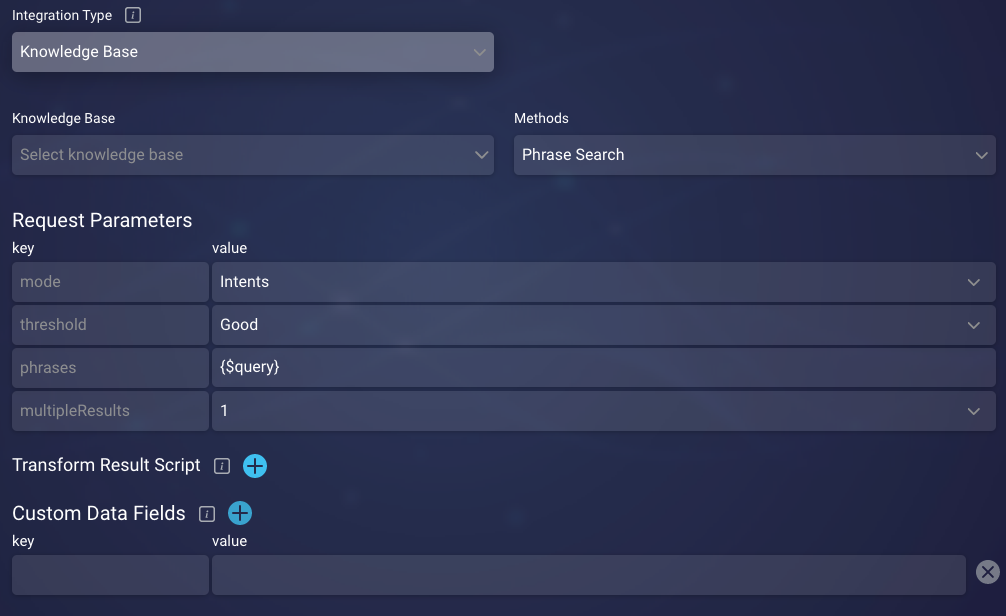 Integration Type
Knowledge Base
Knowledge Base Methods
Select knowledge base Phrase Search
Request Parameters
key value
mode Intents
threshold Good
phrases {$query}
multipleResults 1
Transform Result Script
Custom Data Fields
key value